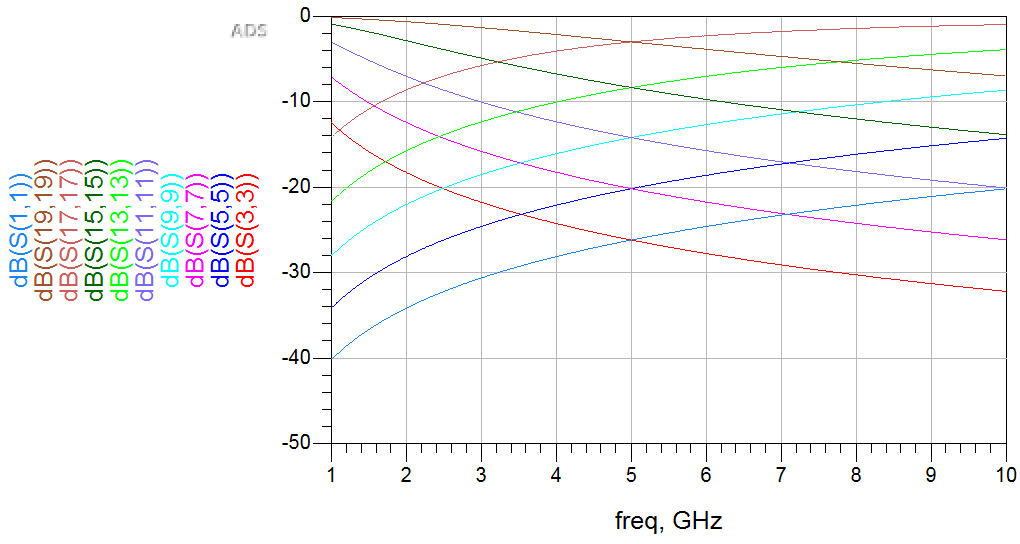 ADS
dB(S(1,1))
dB(S(19,19))
dB(S(17,17))
dB(S(15,15))
dB(S(13,13))
dB(S(11,11))
dB(S(9,9))
dB(S(7,7))
dB(S(5,5))
dB(S(3,3))
0
-10
-20
-30
-40
-50
1 2 3 4 5 6 7 8 9 10
freq, GHz